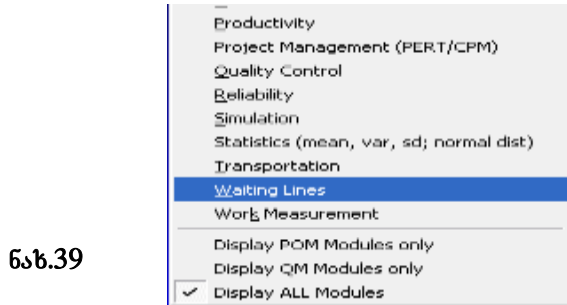 Productivity
Project Management (PERT/CPM)
Quality Control
Reliability
Simulation
Statistics (mean, var, sd; normal dist)
Transportation
Waiting Lines
Work Measurement
Display POM Modules only
ნახ.39
Display QM Modules only
Display ALL Modules